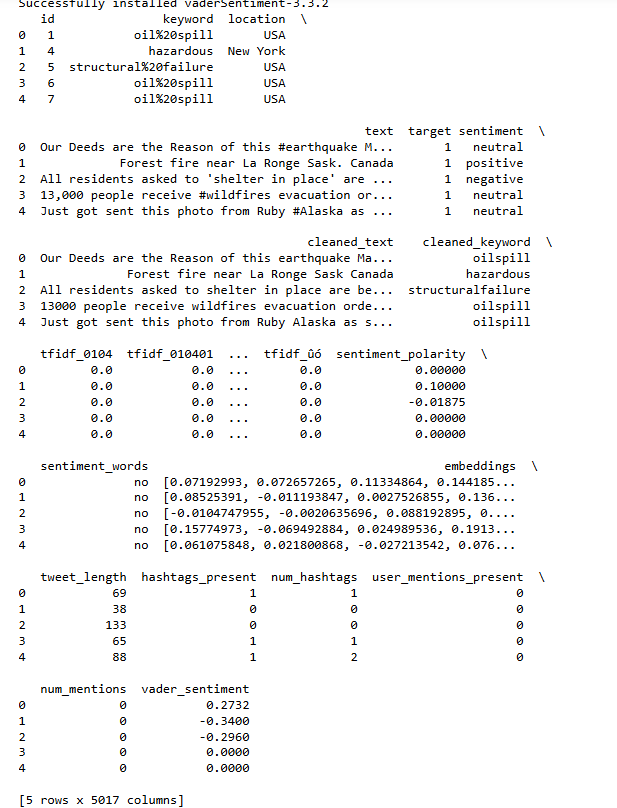 Successfully installed vaderSentiment-3.3.2
id keyword location \
0 1 oil%20spill USA
1 4 hazardous New York
2 5 structural%20failure USA
3 6 oil%20spill USA
4 7 oil%20spill USA
text target sentiment \
0 Our Deeds are the Reason of this #earthquake M... 1 neutral
1 Forest fire near La Ronge Sask. Canada 1 positive
2 All residents asked to 'shelter in place' are ... 1 negative
3 13,000 people receive #wildfires evacuation or... 1 neutral
4 Just got sent this photo from Ruby #Alaska as ... 1 neutral
cleaned_text cleaned_keyword \
0 Our Deeds are the Reason of this earthquake Ma... oilspill
1 Forest fire near La Ronge Sask Canada hazardous
2 All residents asked to shelter in place are be... structuralfailure
3 13000 people receive wildfires evacuation orde... oilspill
4 Just got sent this photo from Ruby Alaska as s... oilspill
tfidf_0104 tfidf_010401 ... tfidf_ûó sentiment_polarity \
0 0.0 0.0 ... 0.0 0.00000
1 0.0 0.0 ... 0.0 0.10000
2 0.0 0.0 ... 0.0 -0.01875
3 0.0 0.0 ... 0.0 0.00000
4 0.0 0.0 ... 0.0 0.00000
sentiment_words embeddings \
0 no [0.07192993, 0.072657265, 0.11334864, 0.144185...
1 no [0.08525391, -0.011193847, 0.0027526855, 0.136...
2 no [-0.0104747955, -0.0020635696, 0.088192895, 0....
3 no [0.15774973, -0.069492884, 0.024989536, 0.1913...
4 no [0.061075848, 0.021800868, -0.027213542, 0.076...
tweet_length hashtags_present num_hashtags user_mentions_present \
0 69 1 1 0
1 38 0 0 0
2 133 0 0 0
3 65 1 1 0
4 88 1 2 0
num_mentions vader_sentiment
0 0 0.2732
1 0 -0.3400
2 0 -0.2960
3 0 0.0000
4 0 0.0000
[5 rows x 5017 columns]